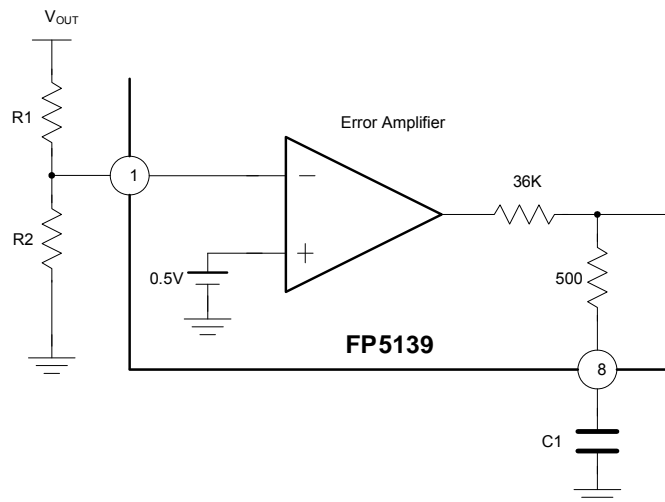 VOUT
R1
Error Amplifier
1
−
36K
R2
+
0.5V
500
FP5139
8
C1